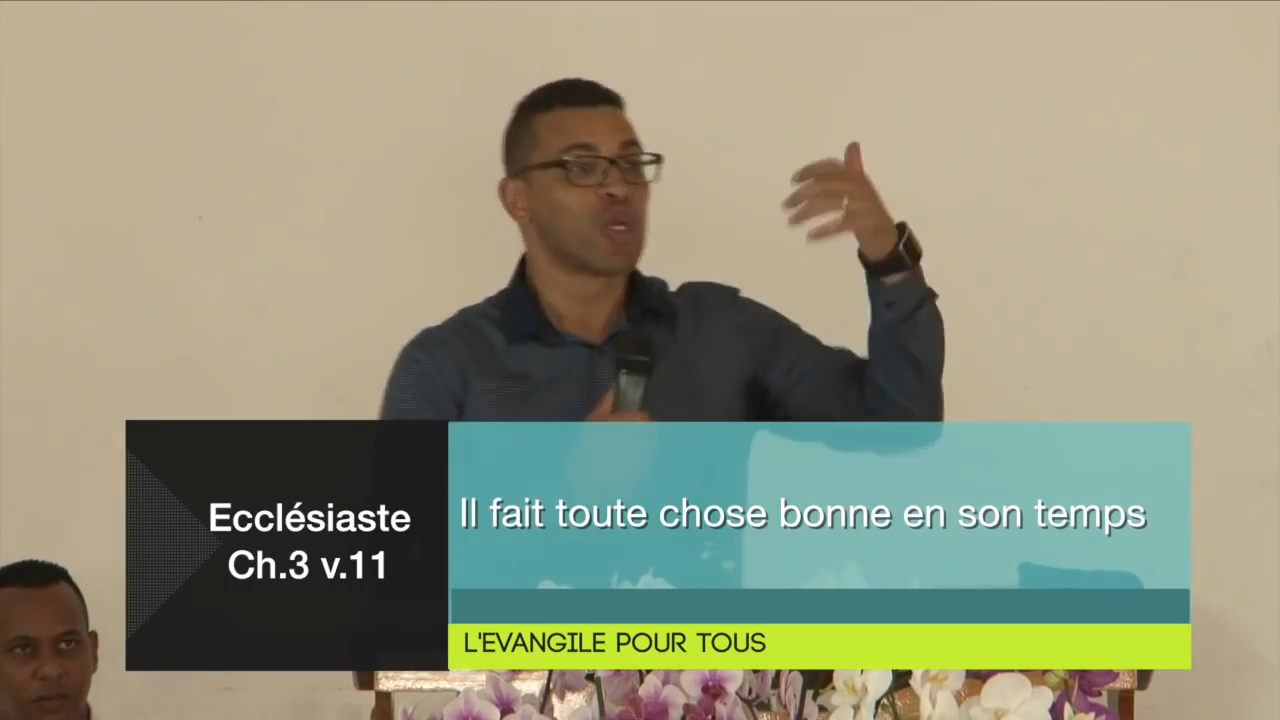 Ecclésiaste
Ch.3 v.11
Il fait toute chose bonne en son temps
L'EVANGILE POUR TOUS